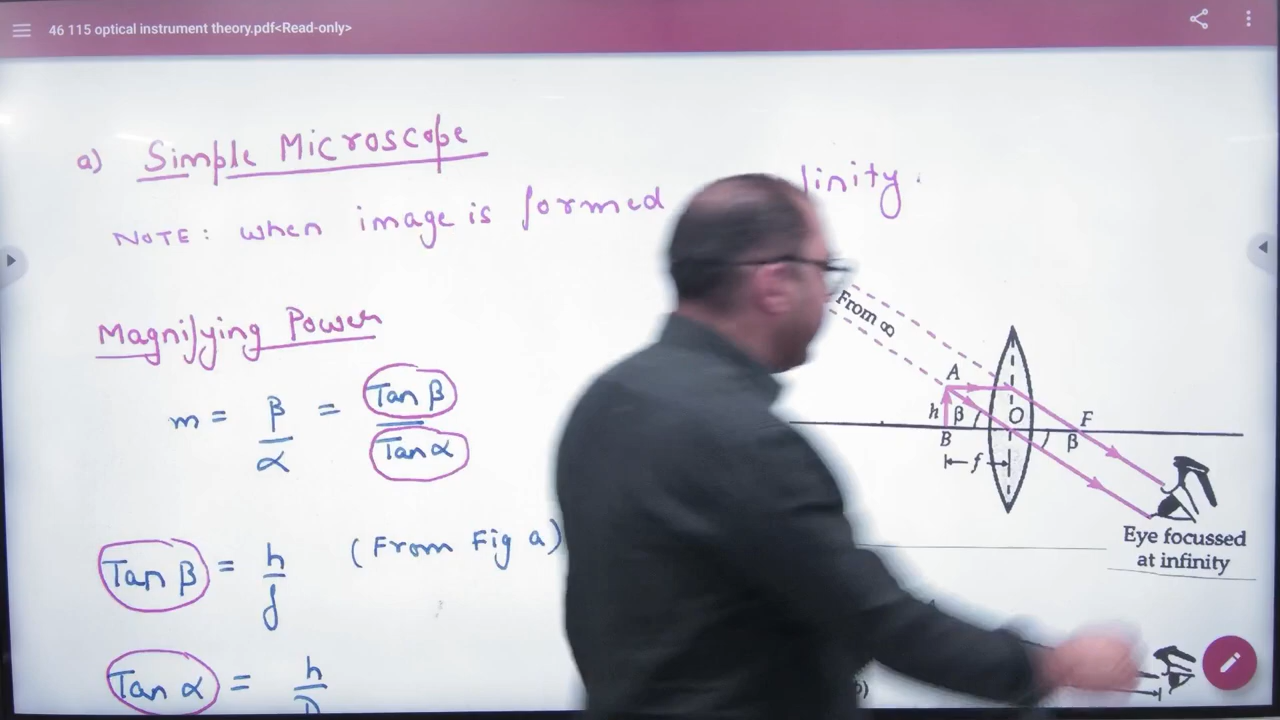 46 115 optical instrument theory.pdf<Read-only>
a) Simple Microscope
NOTE: when image is formed linity.
Magnifying Power
m = β/α = Tan β/Tan α
Tan β = h/f (From Fig a)
Tan α = h/D
From ∞
A
h β O F
B β
f
Eye focussed
at infinity
b)